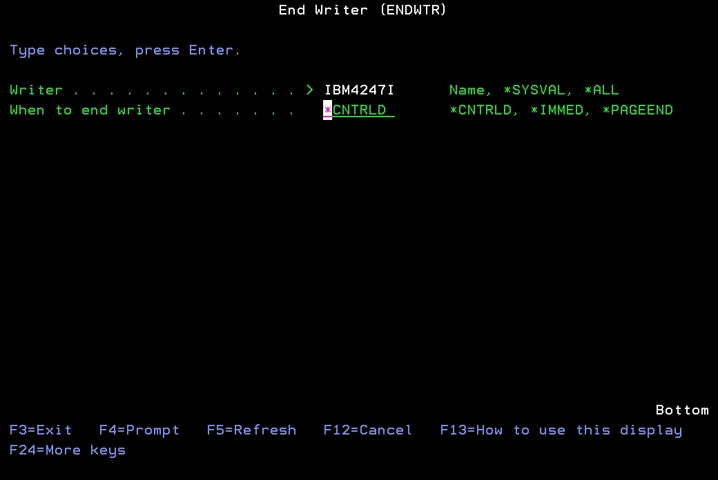 End Writer (ENDWTR)
Type choices, press Enter.
Writer . . . . . . . . . . . . . > IBM4247I Name, *SYSVAL, *ALL
When to end writer . . . . . . . *CNTRLD *CNTRLD, *IMMED, *PAGEEND
Bottom
F3=Exit F4=Prompt F5=Refresh F12=Cancel F13=How to use this display
F24=More keys